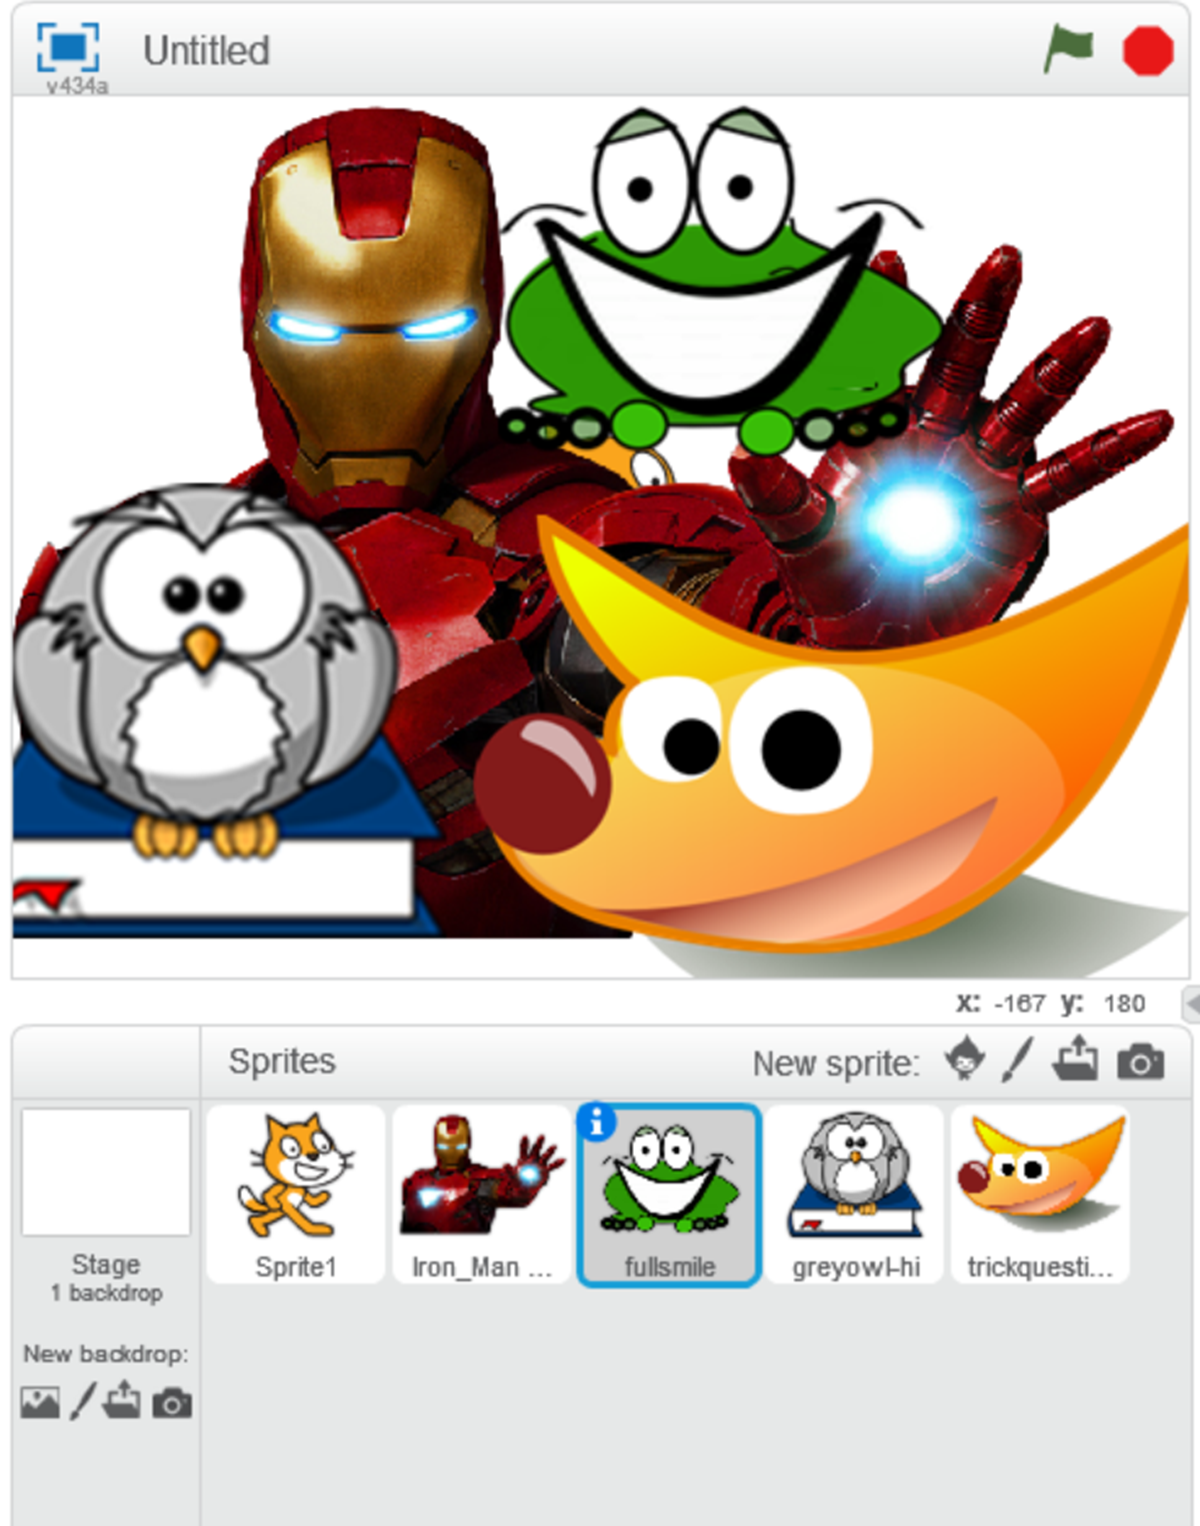 Untitled
v434a
x: -167 y: 180
Sprites
New sprite:
Sprite1
Iron_Man ...
fullsmile
greyowl-hi
trickquesti...
Stage
1 backdrop
New backdrop: